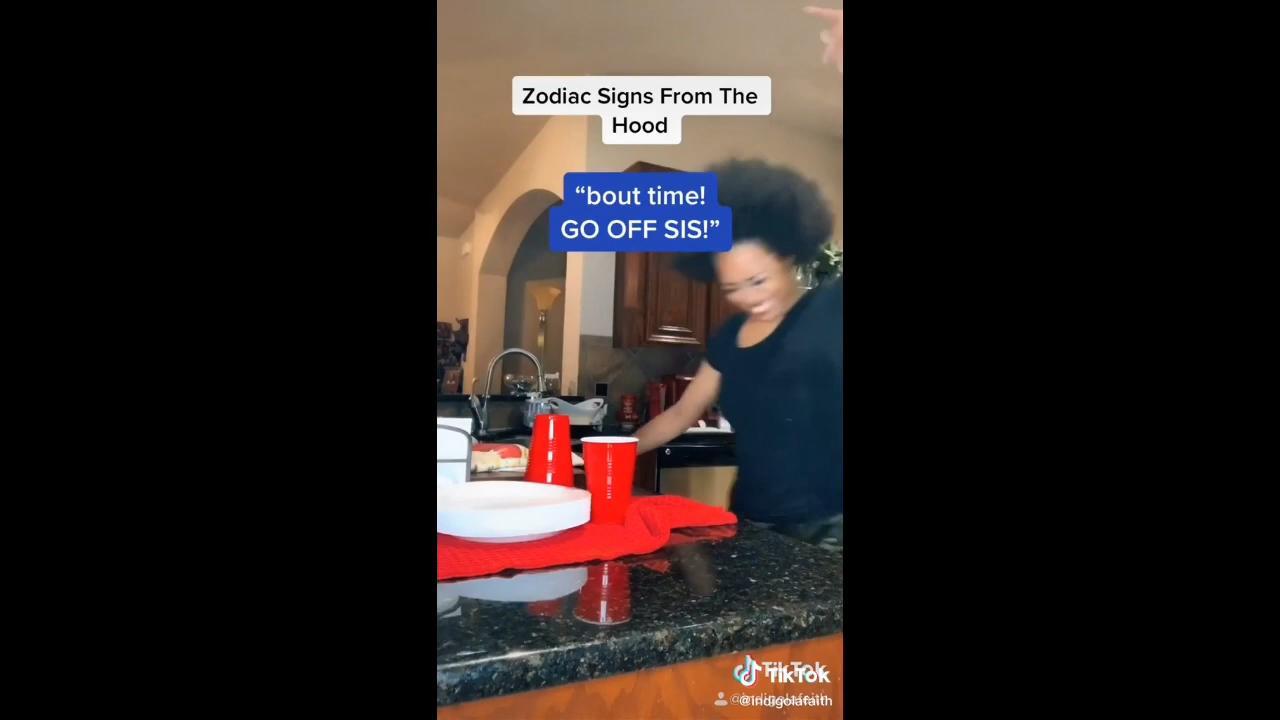 Zodiac Signs From The
Hood
“bout time!
GO OFF SIS!”
TikTok
@indigolafaith